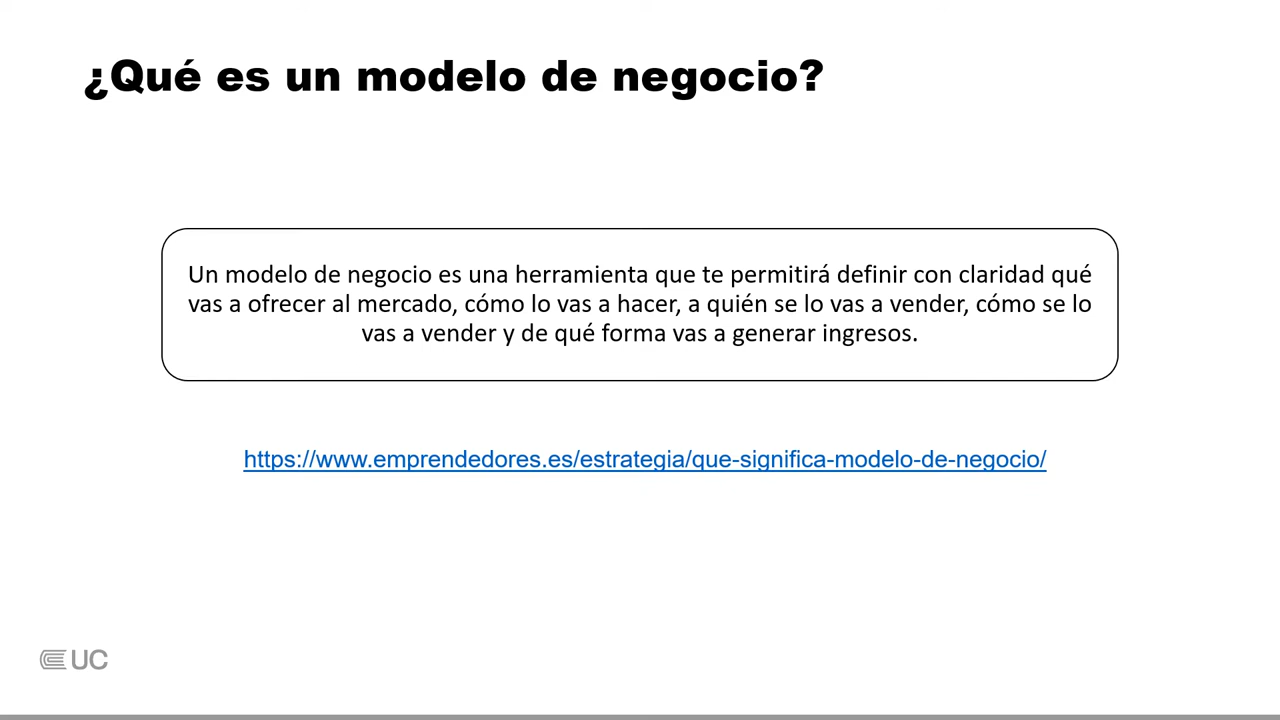 ¿Qué es un modelo de negocio?
Un modelo de negocio es una herramienta que te permitirá definir con claridad qué
vas a ofrecer al mercado, cómo lo vas a hacer, a quién se lo vas a vender, cómo se lo
vas a vender y de qué forma vas a generar ingresos.
https://www.emprendedores.es/estrategia/que-significa-modelo-de-negocio/
UC